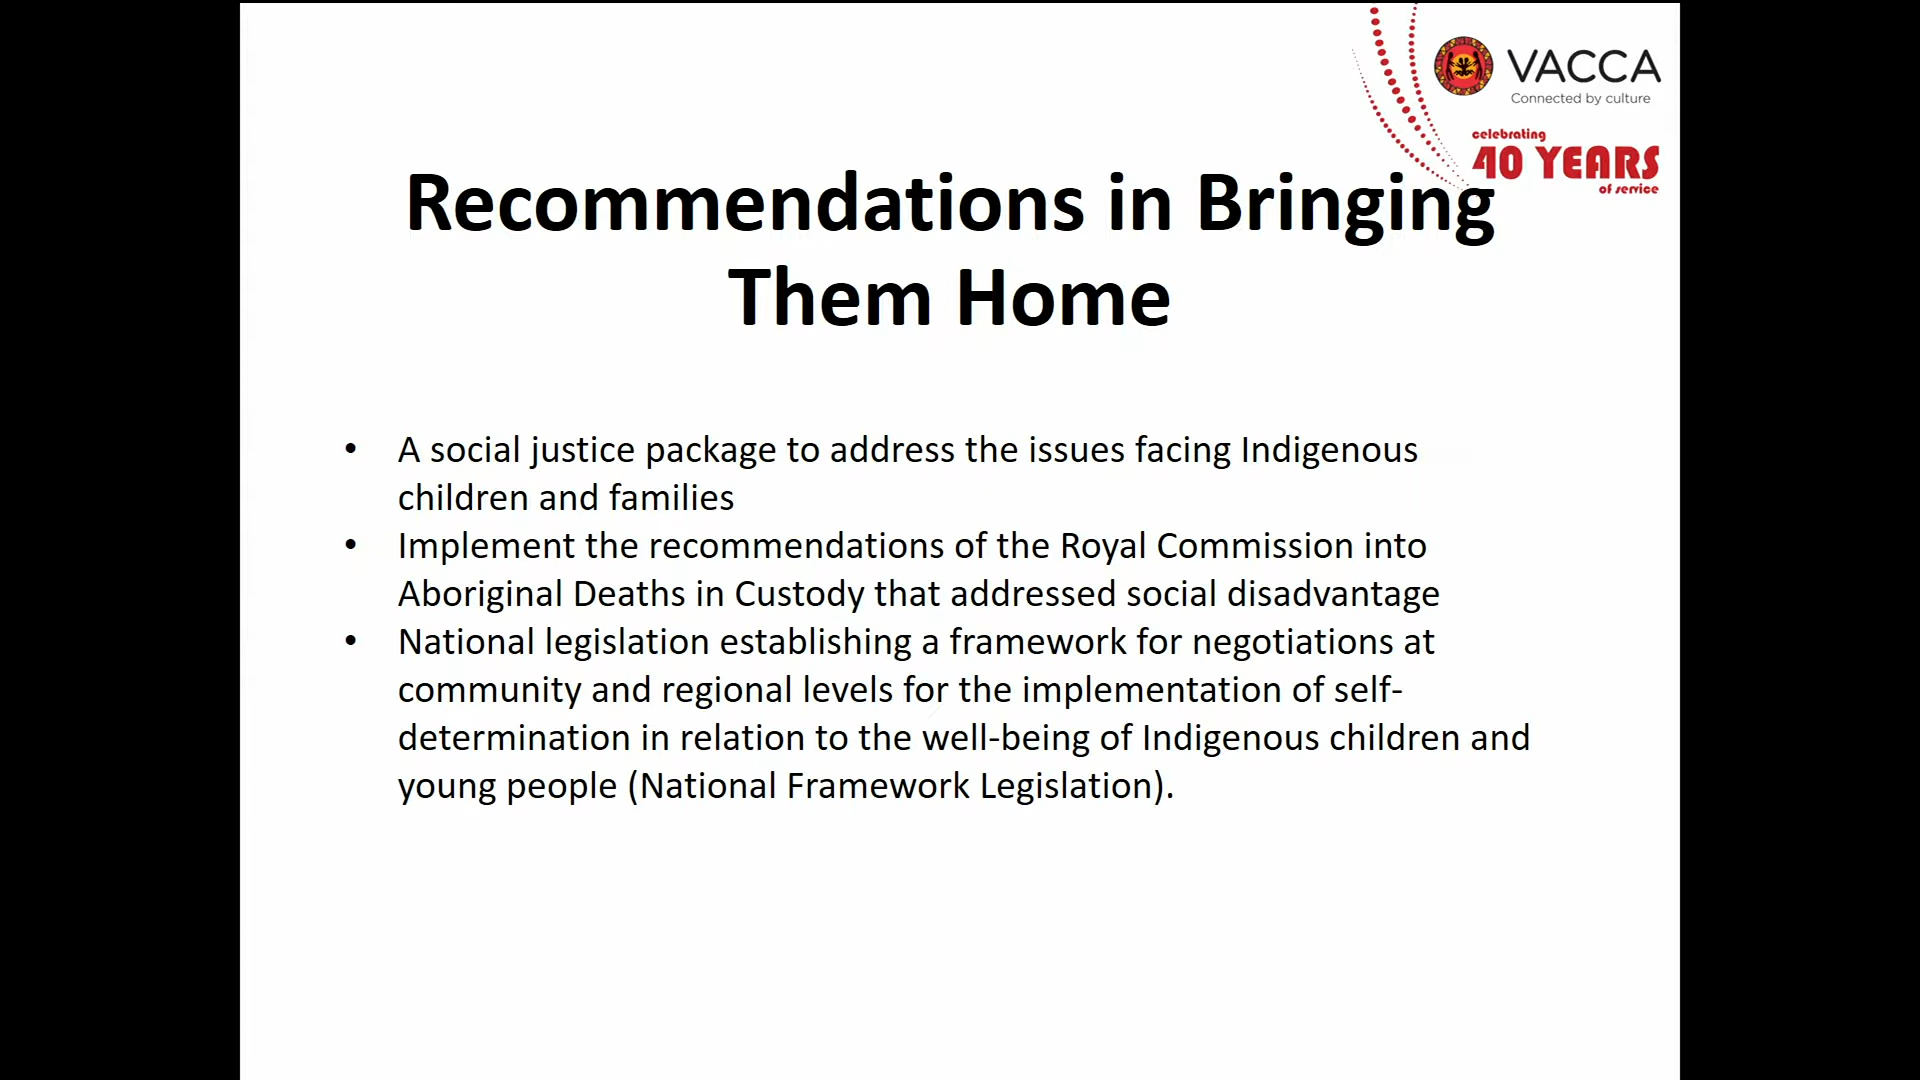 VACCA
Connected by culture
celebrating
40 YEARS
of service
Recommendations in Bringing
Them Home
• A social justice package to address the issues facing Indigenous
children and families
• Implement the recommendations of the Royal Commission into
Aboriginal Deaths in Custody that addressed social disadvantage
• National legislation establishing a framework for negotiations at
community and regional levels for the implementation of self-
determination in relation to the well-being of Indigenous children and
young people (National Framework Legislation).